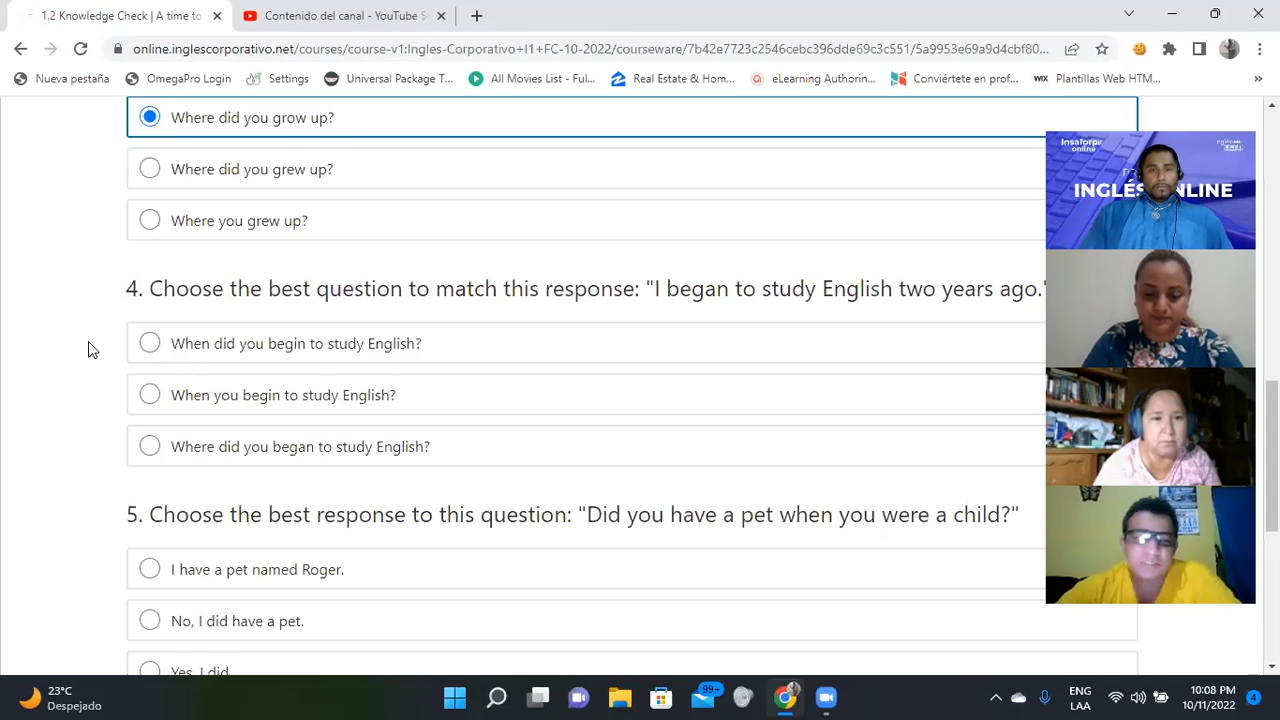 1.2 Knowledge Check | A time to
Contenido del canal - YouTube S
online.inglescorporativo.net/courses/course-v1:Ingles-Corporativo+I1+FC-10-2022/courseware/7b42e7723c2546cebc396dde69c3c551/5a9953e69a9d4cbf80...
Nueva pestaña
OmegaPro Login
Settings
Universal Package T...
All Movies List - Ful...
Real Estate & Hom...
eLearning Authorin...
Conviértete en prof...
WIX Plantillas Web HTM...
Where did you grow up?
Where did you grew up?
Where you grew up?
4. Choose the best question to match this response: "I began to study English two years ago."
When did you begin to study English?
When you begin to study English?
Where did you began to study English?
5. Choose the best response to this question: "Did you have a pet when you were a child?"
I have a pet named Roger.
No, I did have a pet.
Yes, I did.
Insaforp
online
INGLÉS ONLINE
23°C
Despejado
99+
ENG
LAA
10:08 PM
10/11/2022
4